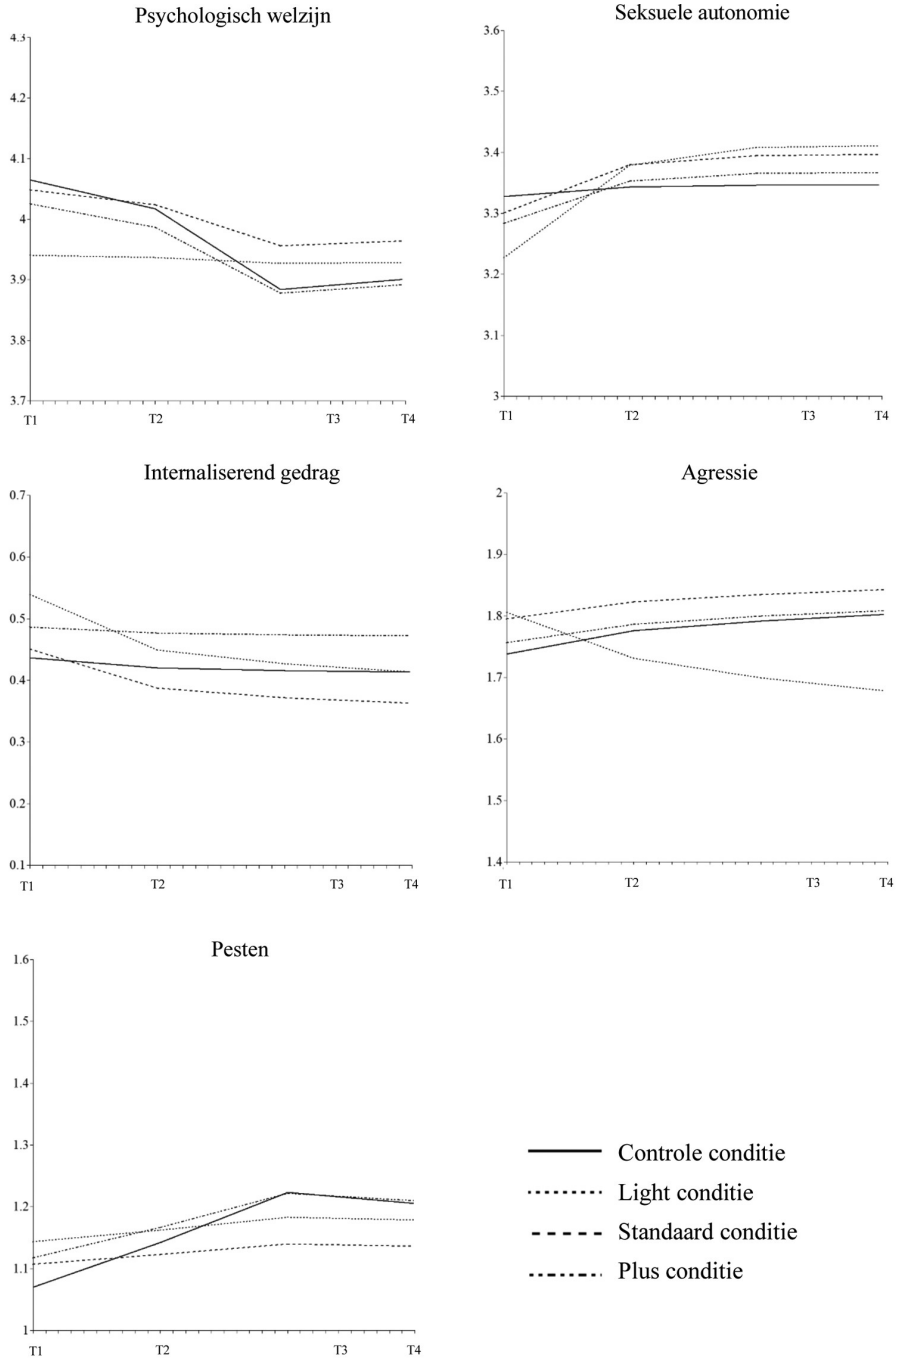 Psychologisch welzijn
4.3
4.2
4.1
4
3.9
3.8
3.7
T1 T2 T3 T4
Seksuele autonomie
3.6
3.5
3.4
3.3
3.2
3.1
3
T1 T2 T3 T4
Internaliserend gedrag
0.7
0.6
0.5
0.4
0.3
0.2
0.1
T1 T2 T3 T4
Agressie
2
1.9
1.8
1.7
1.6
1.5
1.4
T1 T2 T3 T4
Pesten
1.6
1.5
1.4
1.3
1.2
1.1
1
T1 T2 T3 T4
Controle conditie
Light conditie
Standaard conditie
Plus conditie